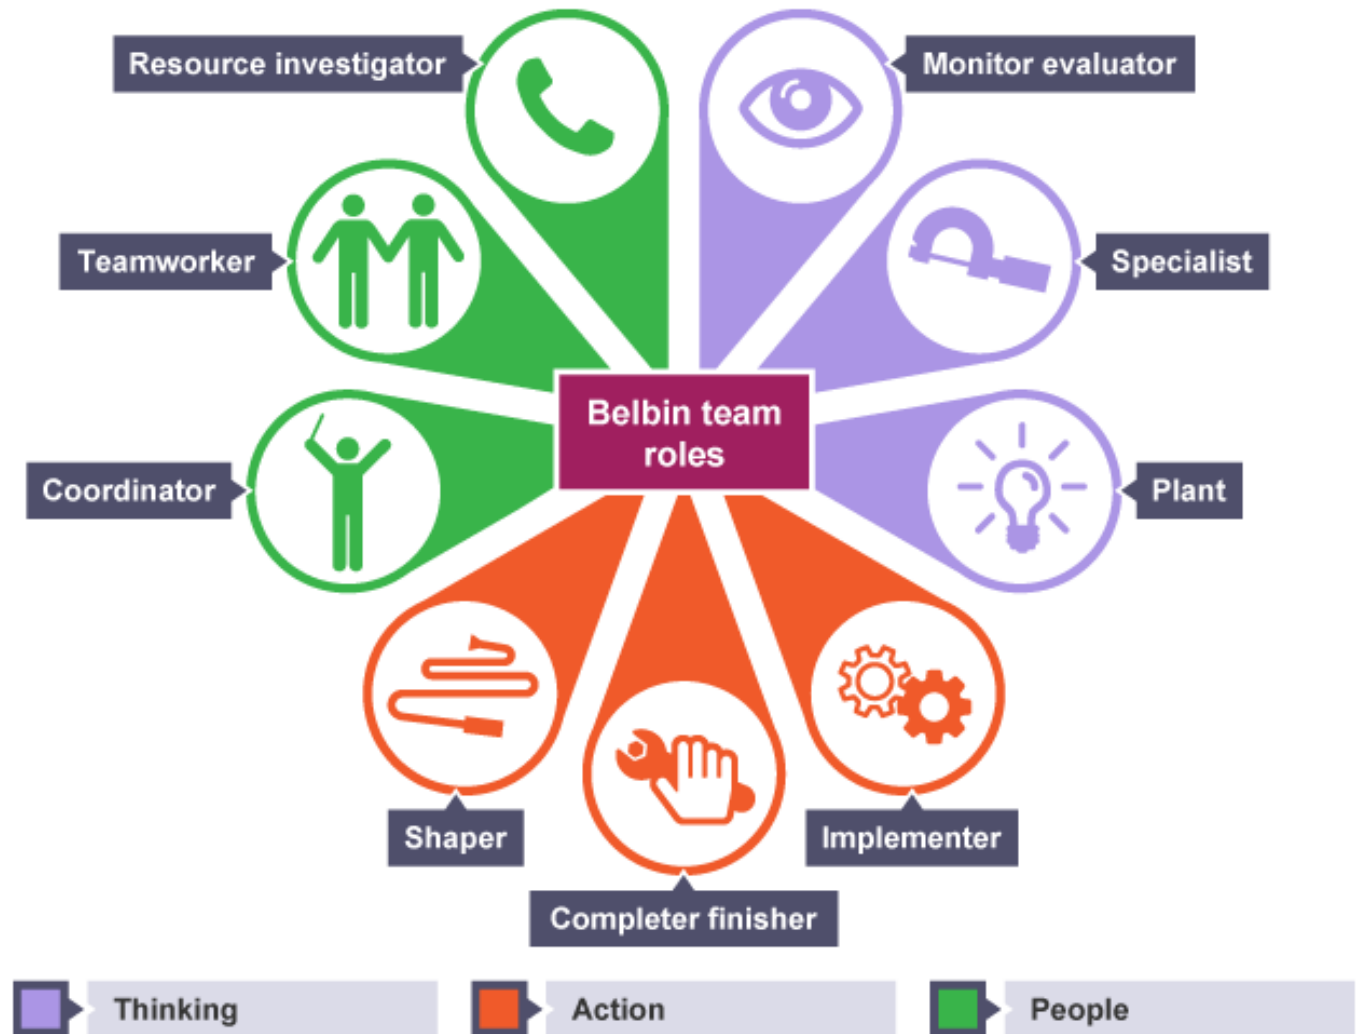 Resource investigator
Monitor evaluator
Teamworker
Specialist
Belbin team
roles
Coordinator
Plant
Shaper
Implementer
Completer finisher
Thinking
Action
People